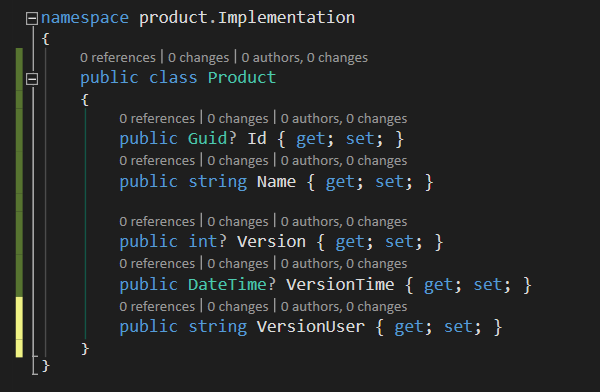 namespace product.Implementation
{
0 references | 0 changes | 0 authors, 0 changes
public class Product
{
0 references | 0 changes | 0 authors, 0 changes
public Guid? Id { get; set; }
0 references | 0 changes | 0 authors, 0 changes
public string Name { get; set; }
0 references | 0 changes | 0 authors, 0 changes
public int? Version { get; set; }
0 references | 0 changes | 0 authors, 0 changes
public DateTime? VersionTime { get; set; }
0 references | 0 changes | 0 authors, 0 changes
public string VersionUser { get; set; }
}
}